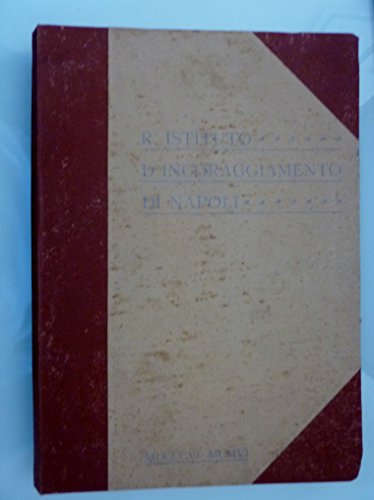 R. ISTITUTO
D'INCORAGGIAMENTO
DI NAPOLI
MDCCCVI-MCMVI